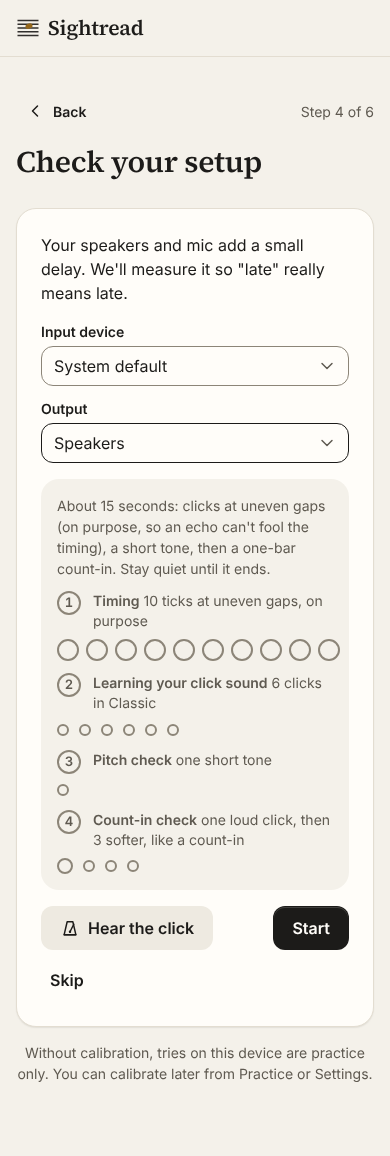 Sightread
Back
Step 4 of 6
Check your setup
Your speakers and mic add a small
delay. We'll measure it so "late" really
means late.
Input device
System default
Output
Speakers
About 15 seconds: clicks at uneven gaps
(on purpose, so an echo can't fool the
timing), a short tone, then a one-bar
count-in. Stay quiet until it ends.
1 Timing 10 ticks at uneven gaps, on
purpose
2 Learning your click sound 6 clicks
in Classic
3 Pitch check one short tone
4 Count-in check one loud click, then
3 softer, like a count-in
Hear the click
Start
Skip
Without calibration, tries on this device are practice
only. You can calibrate later from Practice or Settings.